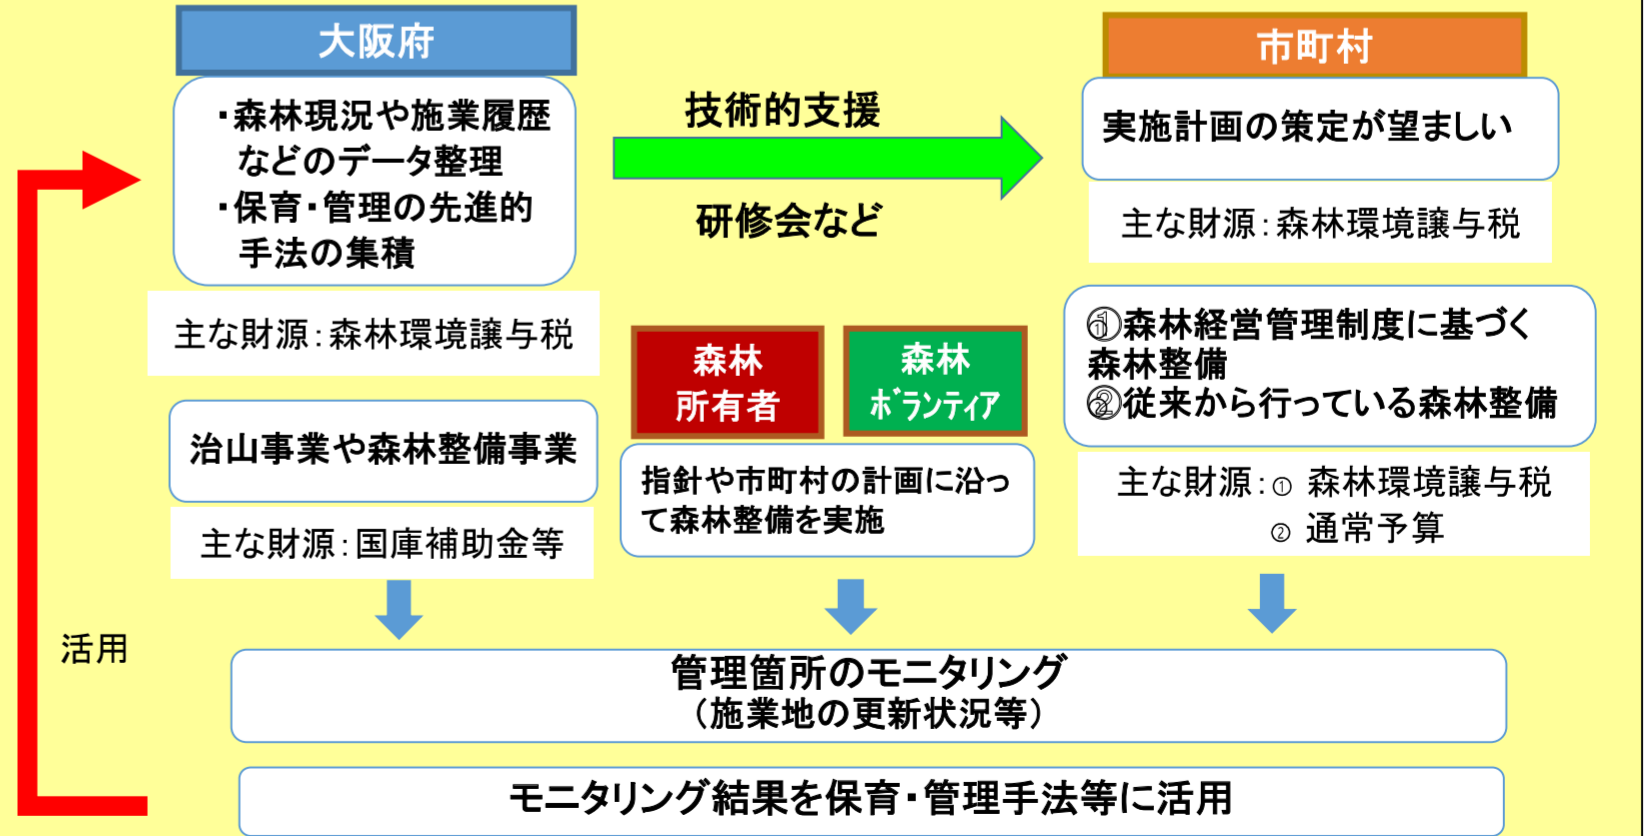 大阪府
・森林現況や施業履歴
などのデータ整理
・保育・管理の先進的
手法の集積
主な財源：森林環境譲与税
治山事業や森林整備事業
主な財源：国庫補助金等
技術的支援
研修会など
森林
所有者
森林
ボランティア
指針や市町村の計画に沿っ
て森林整備を実施
市町村
実施計画の策定が望ましい
主な財源：森林環境譲与税
①森林経営管理制度に基づく
森林整備
②従来から行っている森林整備
主な財源：① 森林環境譲与税
② 通常予算
活用
管理箇所のモニタリング
（施業地の更新状況等）
モニタリング結果を保育・管理手法等に活用